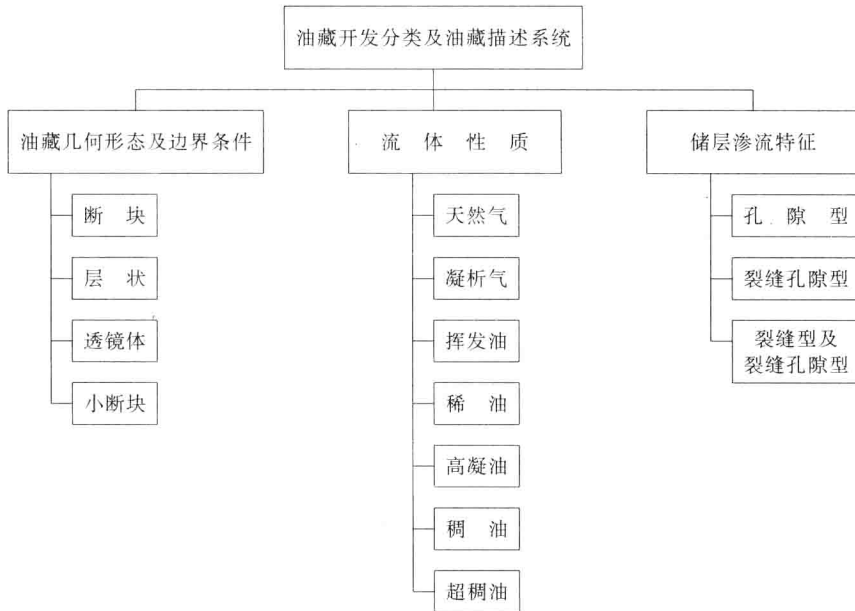 油藏开发分类及油藏描述系统
油藏几何形态及边界条件
断块
层状
透镜体
小断块
流体性质
天然气
凝析气
挥发油
稀油
高凝油
稠油
超稠油
储层渗流特征
孔隙型
裂缝孔隙型
裂缝型及
裂缝孔隙型